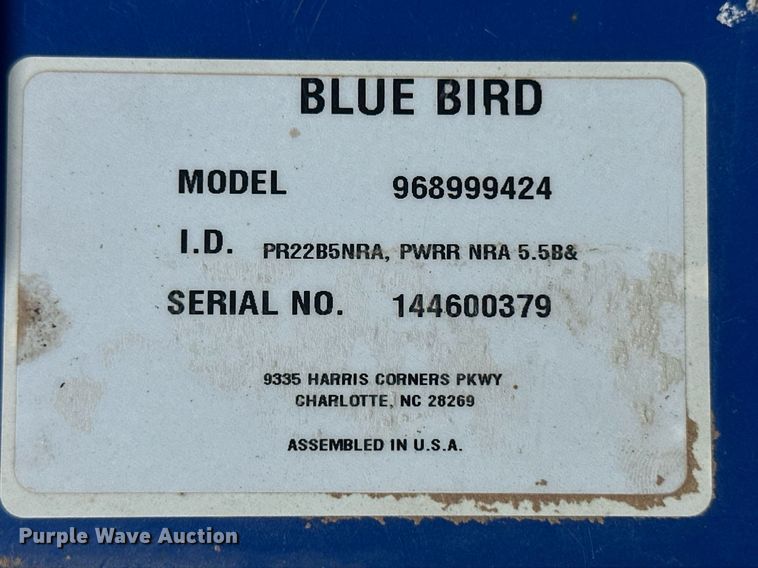 BLUE BIRD
MODEL 968999424
I.D. PR22B5NRA, PWRR NRA 5.5B&
SERIAL NO. 144600379
9335 HARRIS CORNERS PKWY
CHARLOTTE, NC 28269
ASSEMBLED IN U.S.A.
Purple Wave Auction